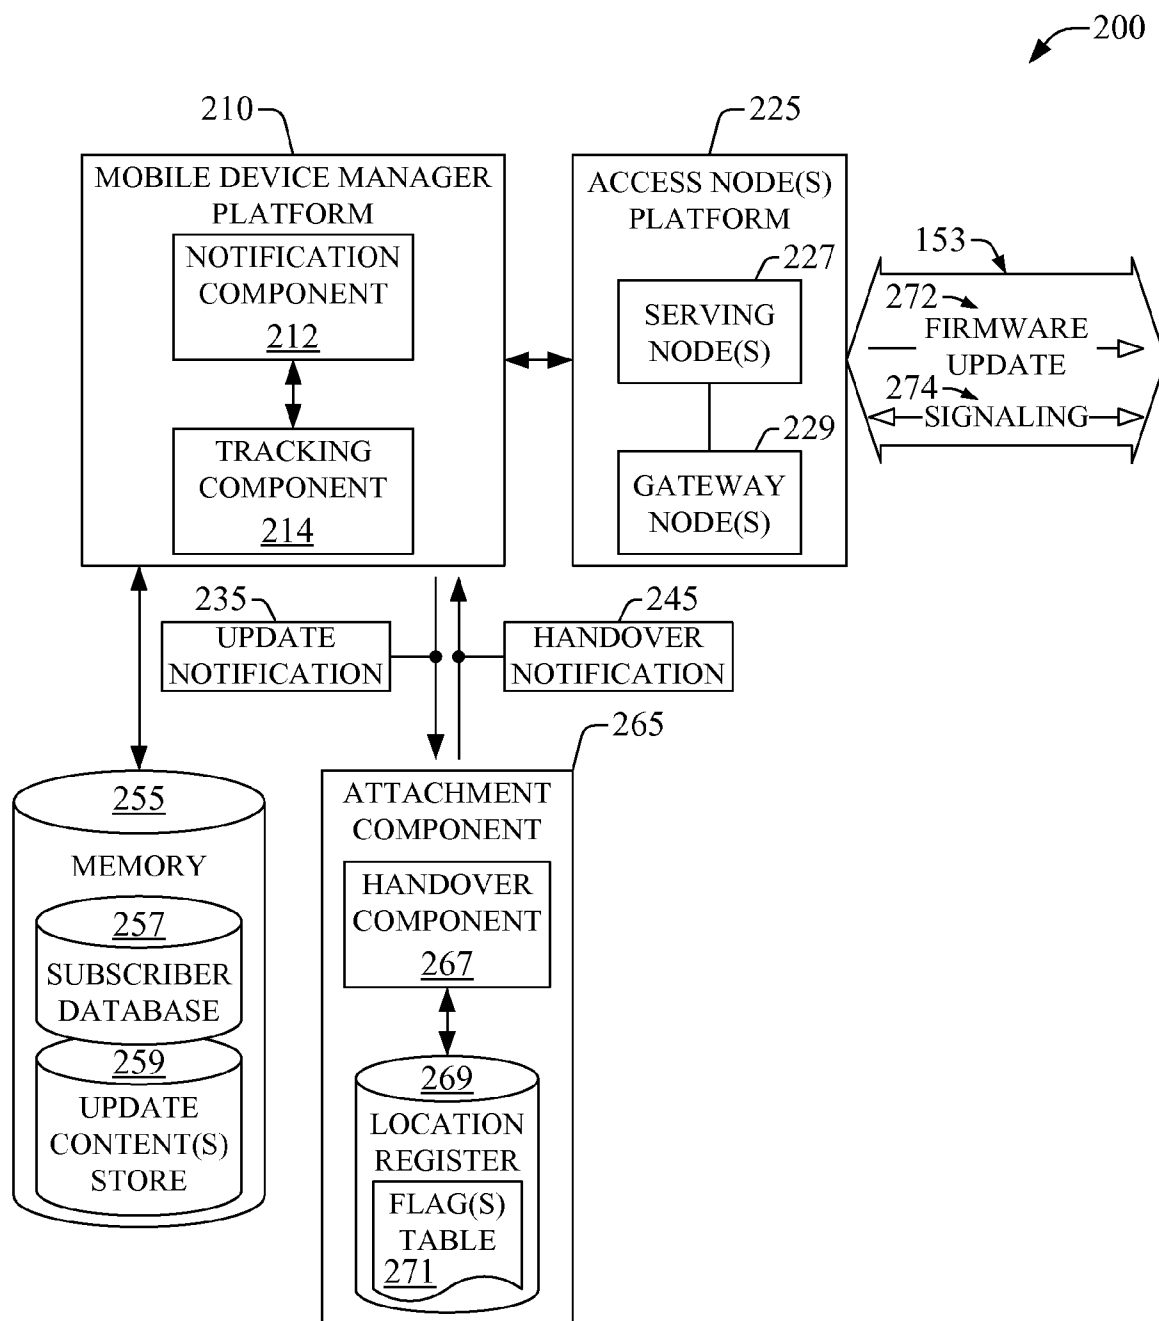 200
210
MOBILE DEVICE MANAGER
PLATFORM
NOTIFICATION
COMPONENT
212
TRACKING
COMPONENT
214
225
ACCESS NODE(S)
PLATFORM
227
SERVING
NODE(S)
229
GATEWAY
NODE(S)
153
272
FIRMWARE
UPDATE
274
SIGNALING
235
UPDATE
NOTIFICATION
245
HANDOVER
NOTIFICATION
255
MEMORY
257
SUBSCRIBER
DATABASE
259
UPDATE
CONTENT(S)
STORE
265
ATTACHMENT
COMPONENT
HANDOVER
COMPONENT
267
269
LOCATION
REGISTER
FLAG(S)
TABLE
271